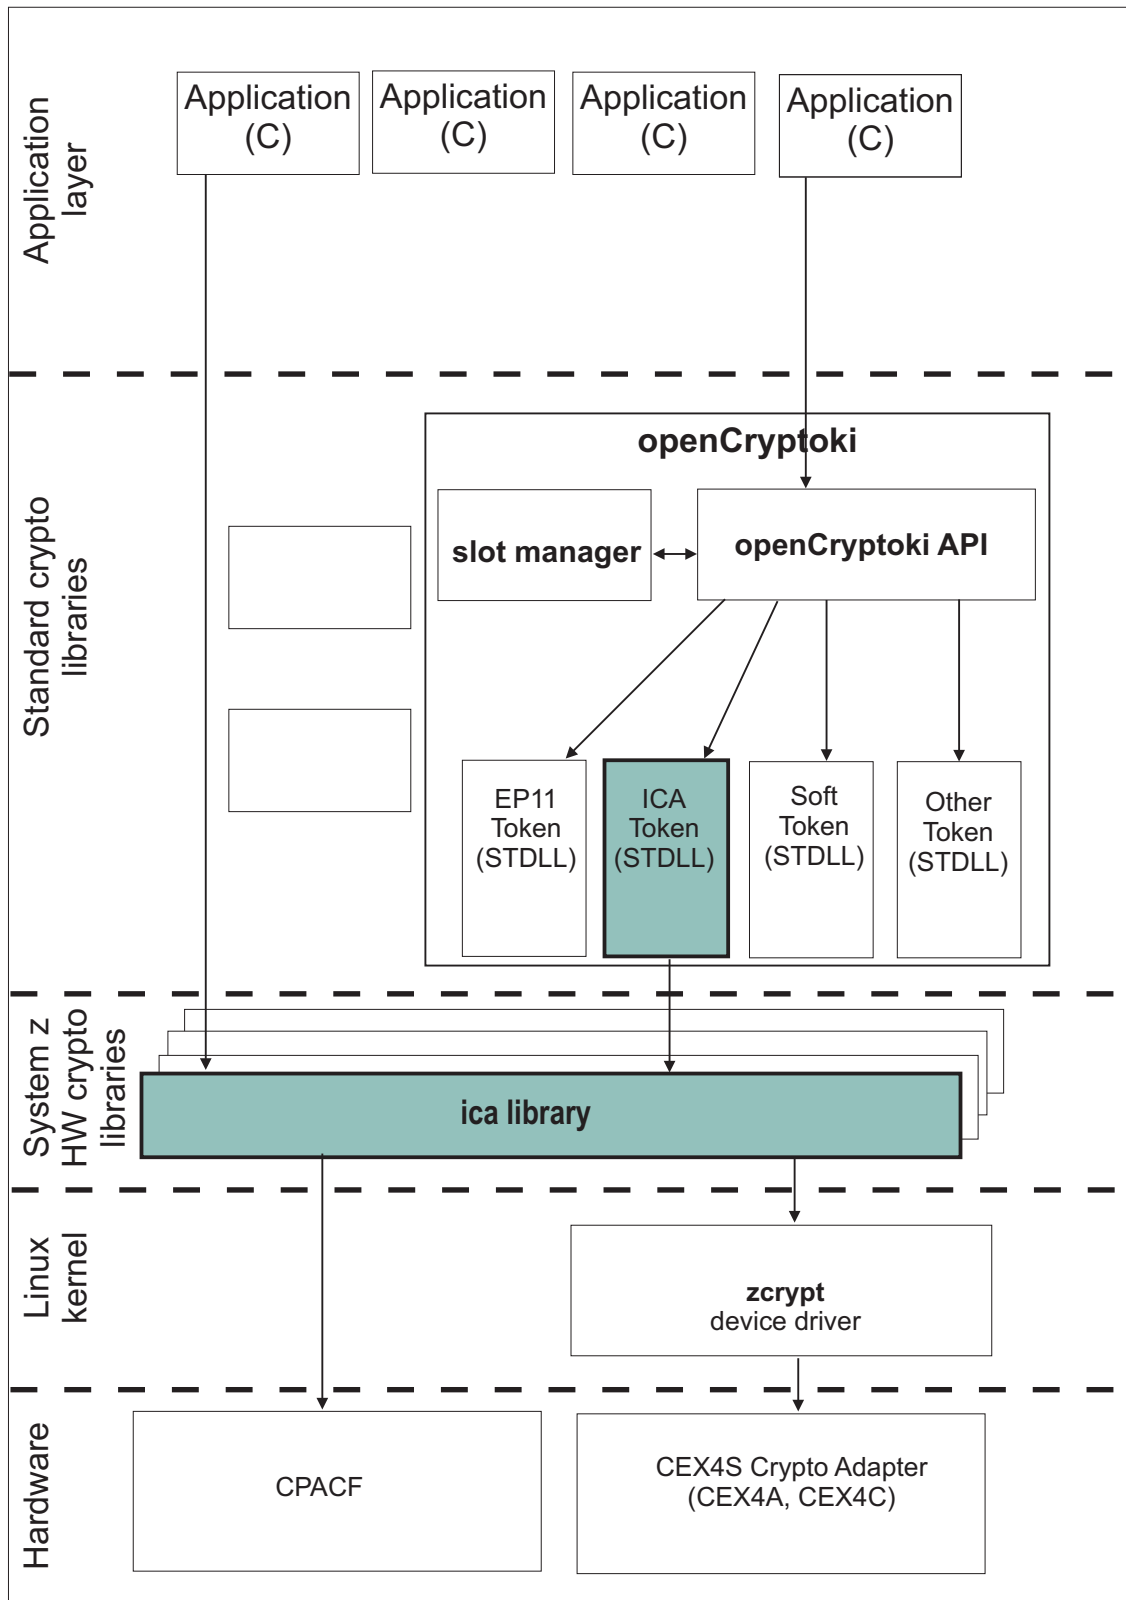 Application
layer
Application
(C)
Application
(C)
Application
(C)
Application
(C)
Standard crypto
libraries
openCryptoki
slot manager
openCryptoki API
EP11
Token
(STDLL)
ICA
Token
(STDLL)
Soft
Token
(STDLL)
Other
Token
(STDLL)
System z
HW crypto
libraries
ica library
Linux
kernel
zcrypt
device driver
Hardware
CPACF
CEX4S Crypto Adapter
(CEX4A, CEX4C)